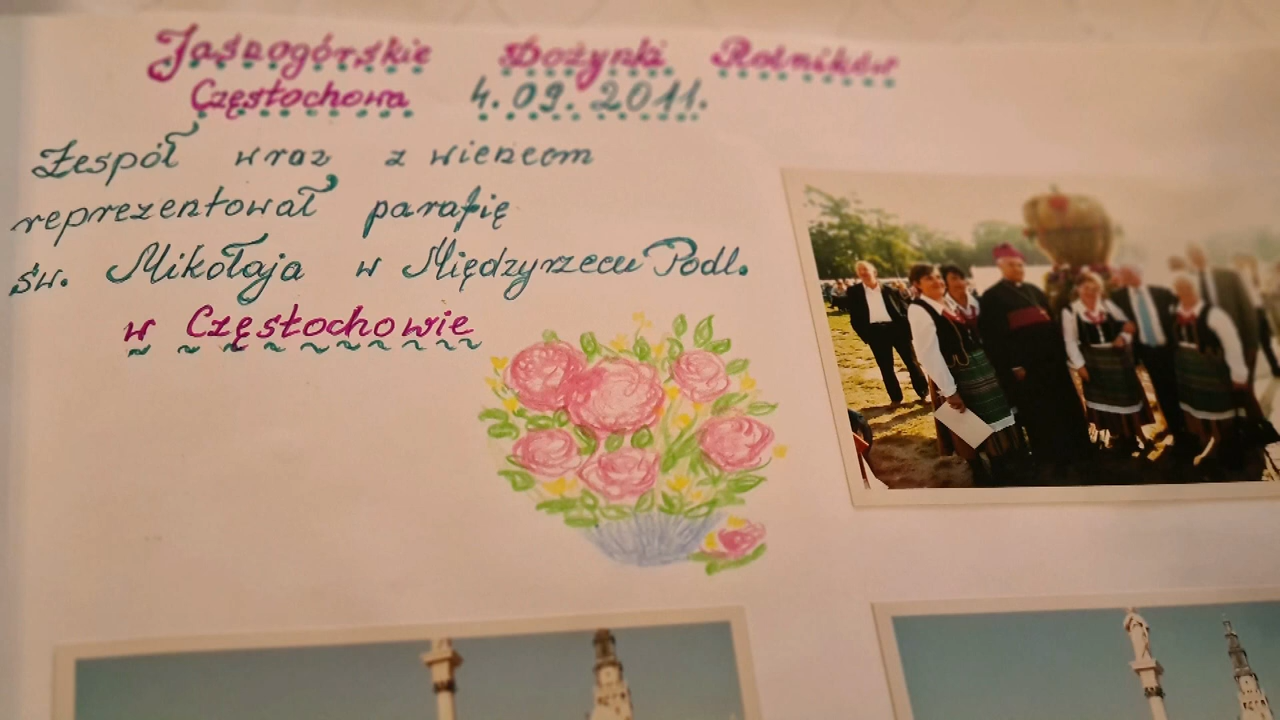 Jasnogórskie Dożynki Rolników
Częstochowa 4.09.2011.
Zespół wraz z wieńcem
reprezentował parafię
św. Mikołaja w Międzyrzecu Podl.
w Częstochowie